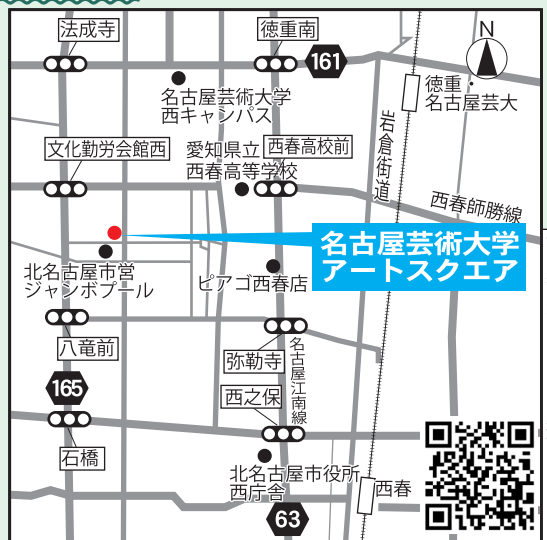 法成寺
徳重南
N
161
徳重・
名古屋芸大
名古屋芸術大学
西キャンパス
岩倉街道
文化勤労会館西
愛知県立
西春高等学校
西春高校前
西春師勝線
名古屋芸術大学
アートスクエア
北名古屋市営
ジャンボプール
ピアゴ西春店
八竜前
弥勒寺
名古屋江南線
165
西之保
石橋
北名古屋市役所
西庁舎
西春
63